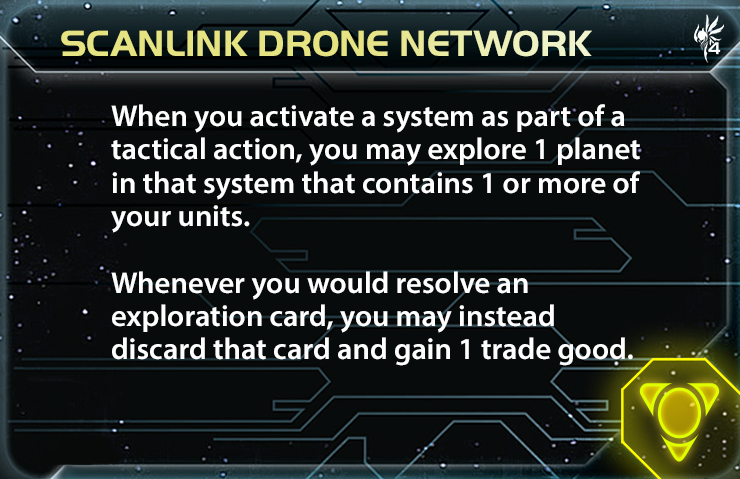 SCANLINK DRONE NETWORK
4
When you activate a system as part of a
tactical action, you may explore 1 planet
in that system that contains 1 or more of
your units.
Whenever you would resolve an
exploration card, you may instead
discard that card and gain 1 trade good.